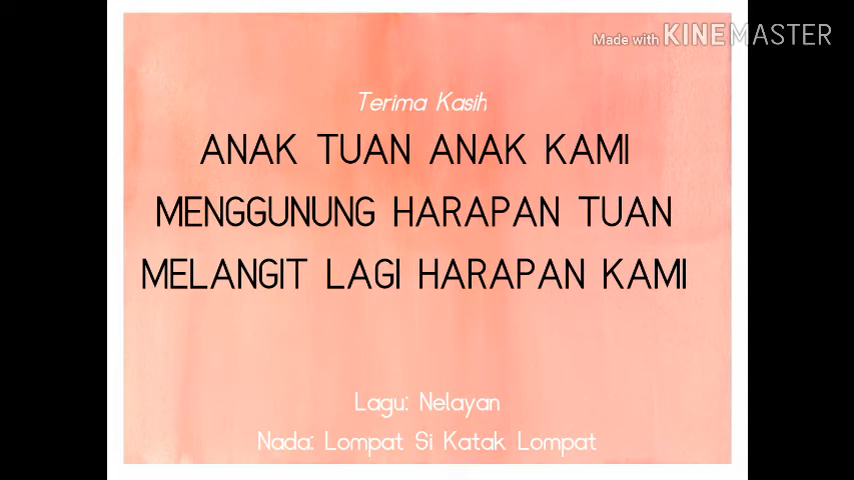 Made with KINEMASTER
Terima Kasih
ANAK TUAN ANAK KAMI
MENGGUNUNG HARAPAN TUAN
MELANGIT LAGI HARAPAN KAMI
Lagu: Nelayan
Nada: Lompat Si Katak Lompat